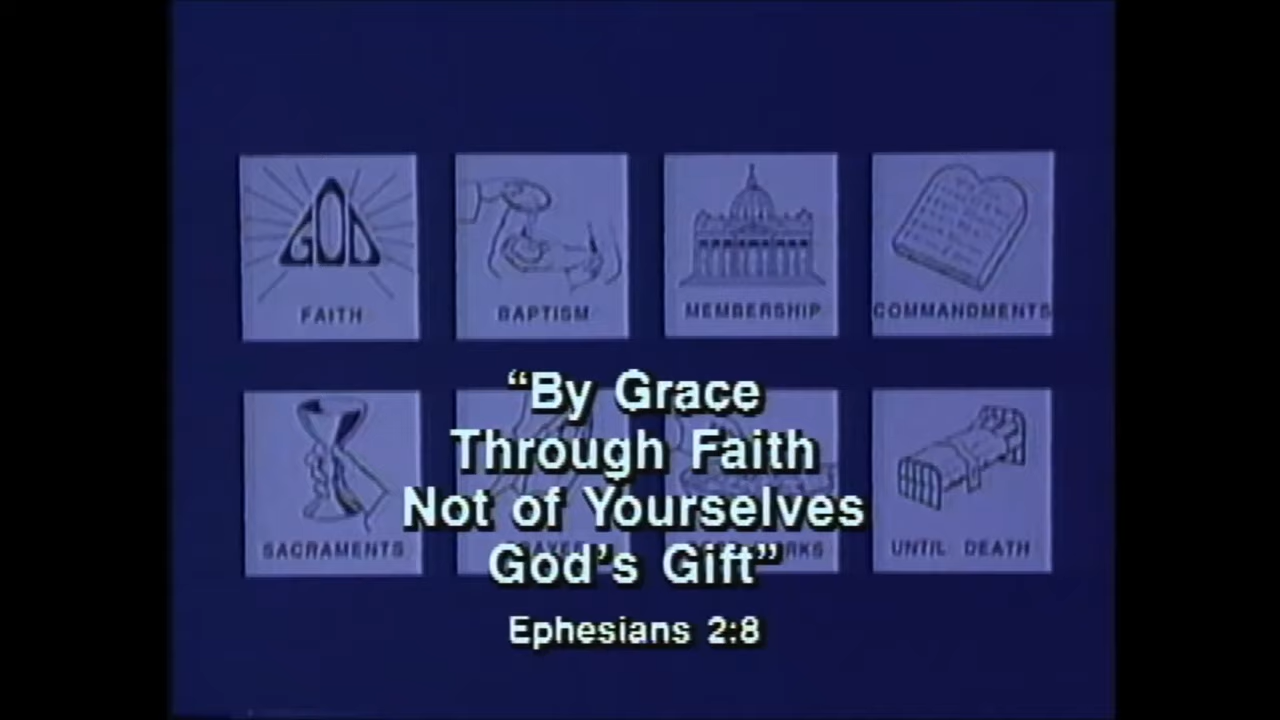 GOD
FAITH
BAPTISM
MEMBERSHIP
COMMANDMENTS
“By Grace
Through Faith
Not of Yourselves
God’s Gift”
SACRAMENTS
UNTIL DEATH
Ephesians 2:8